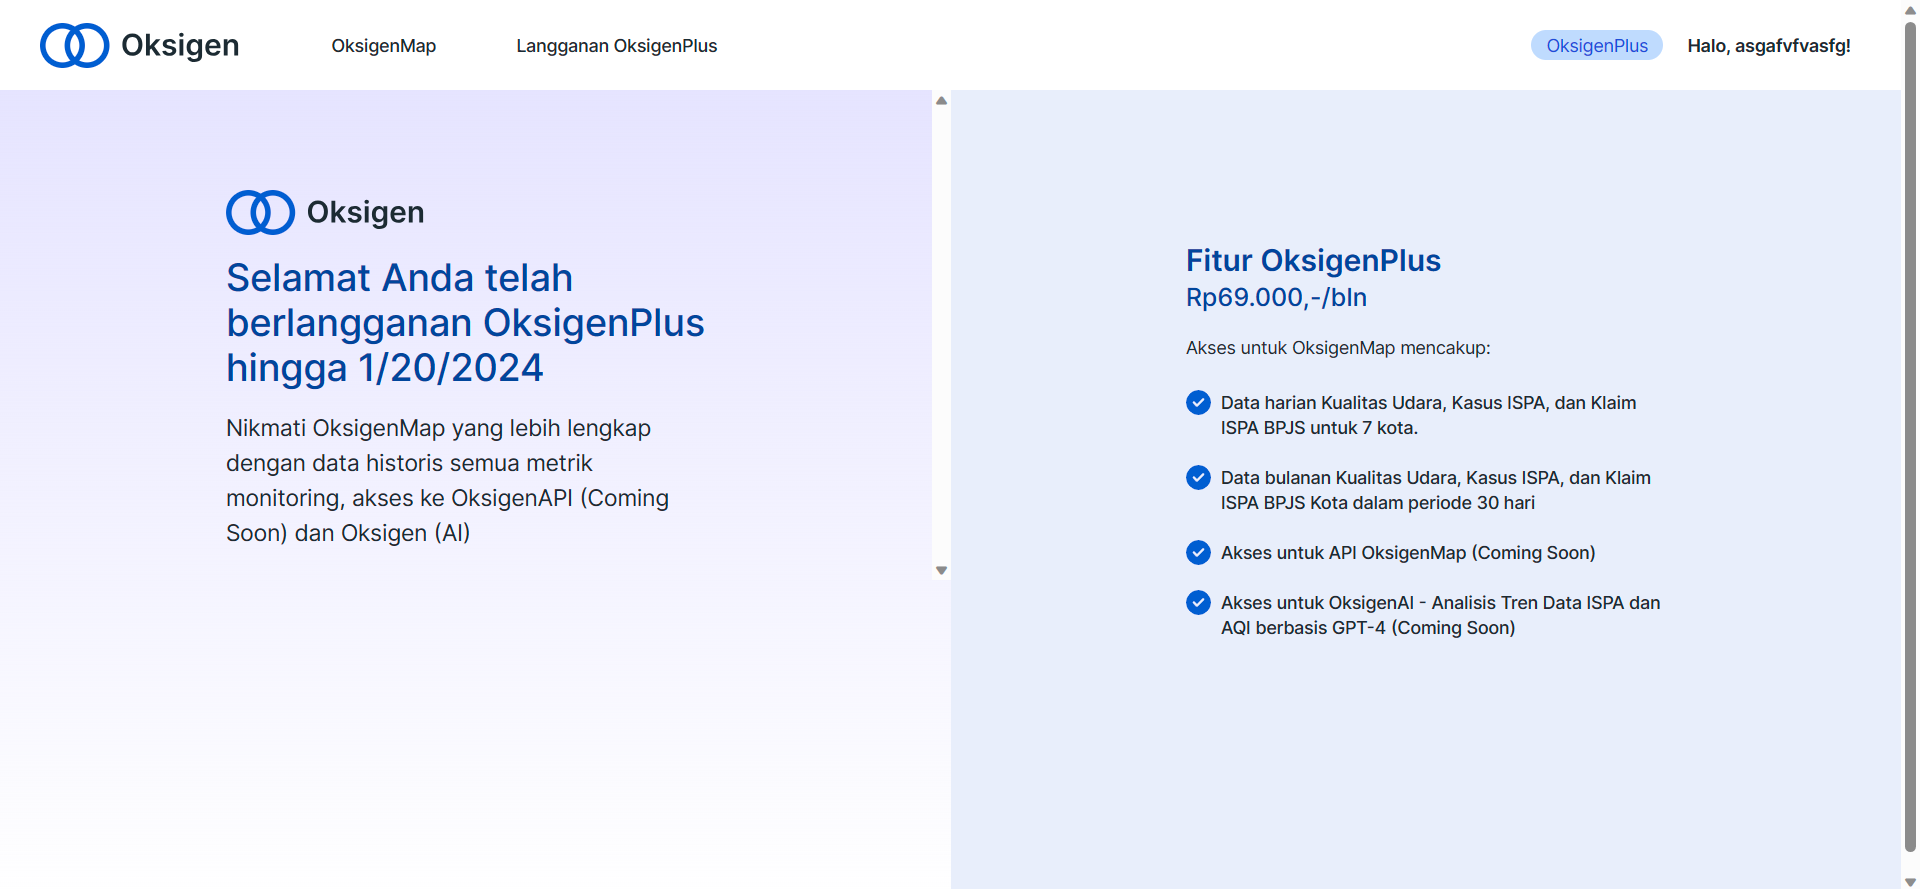 Oksigen
OksigenMap
Langganan OksigenPlus
OksigenPlus
Halo, asgafvfvasfg!
Oksigen
Selamat Anda telah
berlangganan OksigenPlus
hingga 1/20/2024
Nikmati OksigenMap yang lebih lengkap
dengan data historis semua metrik
monitoring, akses ke OksigenAPI (Coming
Soon) dan Oksigen (AI)
Fitur OksigenPlus
Rp69.000,-/bln
Akses untuk OksigenMap mencakup:
Data harian Kualitas Udara, Kasus ISPA, dan Klaim
ISPA BPJS untuk 7 kota.
Data bulanan Kualitas Udara, Kasus ISPA, dan Klaim
ISPA BPJS Kota dalam periode 30 hari
Akses untuk API OksigenMap (Coming Soon)
Akses untuk OksigenAI - Analisis Tren Data ISPA dan
AQI berbasis GPT-4 (Coming Soon)